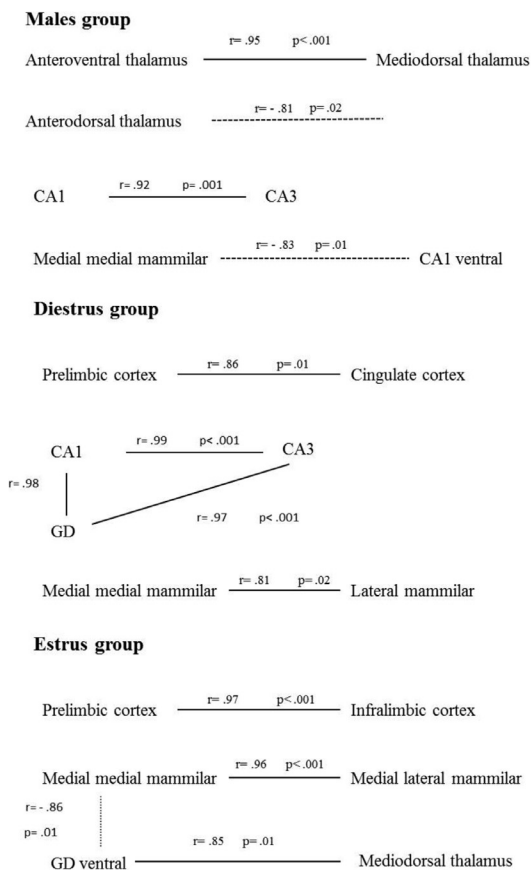 Males group
r= .95 p<.001
Anteroventral thalamus Mediodorsal thalamus
r= - .81 p= .02
Anterodorsal thalamus
r= .92 p= .001
CA1 CA3
r= - .83 p= .01
Medial medial mammilar CA1 ventral
Diestrus group
r= .86 p= .01
Prelimbic cortex Cingulate cortex
r= .99 p< .001
CA1 CA3
r= .98
r= .97 p< .001
GD
r= .81 p= .02
Medial medial mammilar Lateral mammilar
Estrus group
r= .97 p<.001
Prelimbic cortex Infralimbic cortex
r= .96 p<.001
Medial medial mammilar Medial lateral mammilar
r= - .86
p= .01
r= .85 p= .01
GD ventral Mediodorsal thalamus